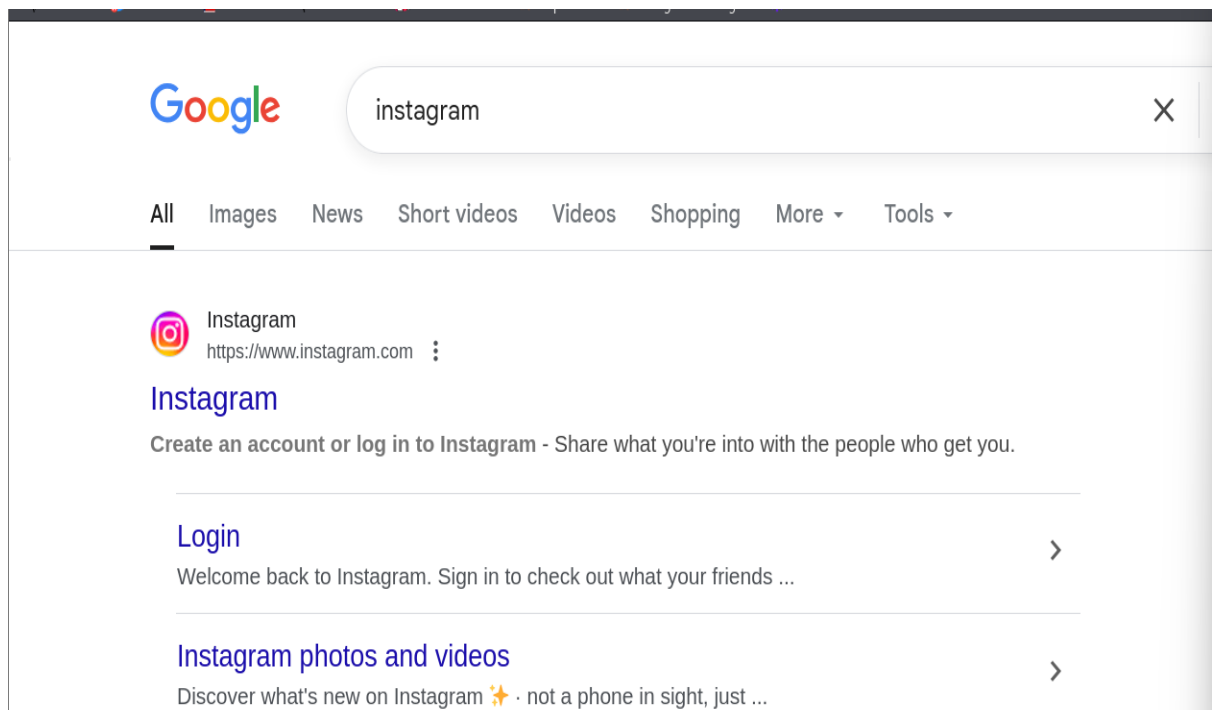 Google
instagram
All Images News Short videos Videos Shopping More Tools
Instagram
https://www.instagram.com
Instagram
Create an account or log in to Instagram - Share what you're into with the people who get you.
Login
Welcome back to Instagram. Sign in to check out what your friends ...
Instagram photos and videos
Discover what's new on Instagram ✨ · not a phone in sight, just ...